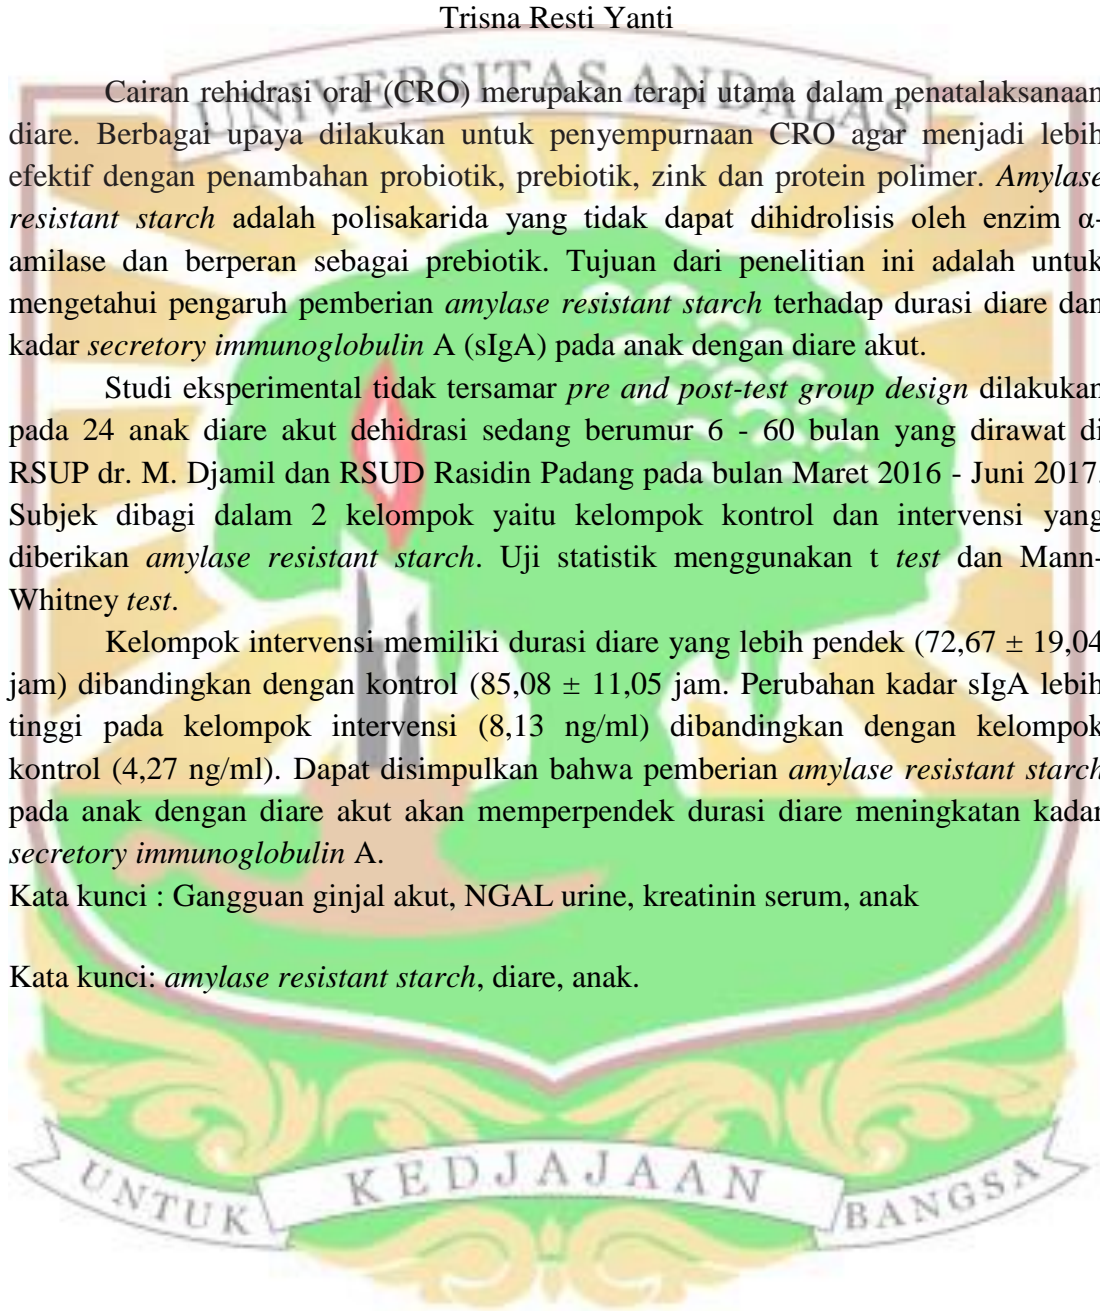 Trisna Resti Yanti
UNIVERSITAS ANDALAS
Cairan rehidrasi oral (CRO) merupakan terapi utama dalam penatalaksanaan
diare. Berbagai upaya dilakukan untuk penyempurnaan CRO agar menjadi lebih
efektif dengan penambahan probiotik, prebiotik, zink dan protein polimer. Amylase
resistant starch adalah polisakarida yang tidak dapat dihidrolisis oleh enzim α-
amilase dan berperan sebagai prebiotik. Tujuan dari penelitian ini adalah untuk
mengetahui pengaruh pemberian amylase resistant starch terhadap durasi diare dan
kadar secretory immunoglobulin A (sIgA) pada anak dengan diare akut.
Studi eksperimental tidak tersamar pre and post-test group design dilakukan
pada 24 anak diare akut dehidrasi sedang berumur 6 - 60 bulan yang dirawat di
RSUP dr. M. Djamil dan RSUD Rasidin Padang pada bulan Maret 2016 - Juni 2017.
Subjek dibagi dalam 2 kelompok yaitu kelompok kontrol dan intervensi yang
diberikan amylase resistant starch. Uji statistik menggunakan t test dan Mann-
Whitney test.
Kelompok intervensi memiliki durasi diare yang lebih pendek (72,67 ± 19,04
jam) dibandingkan dengan kontrol (85,08 ± 11,05 jam. Perubahan kadar sIgA lebih
tinggi pada kelompok intervensi (8,13 ng/ml) dibandingkan dengan kelompok
kontrol (4,27 ng/ml). Dapat disimpulkan bahwa pemberian amylase resistant starch
pada anak dengan diare akut akan memperpendek durasi diare meningkatan kadar
secretory immunoglobulin A.
Kata kunci : Gangguan ginjal akut, NGAL urine, kreatinin serum, anak
Kata kunci: amylase resistant starch, diare, anak.
UNTUK KEDJAJAAN BANGSA